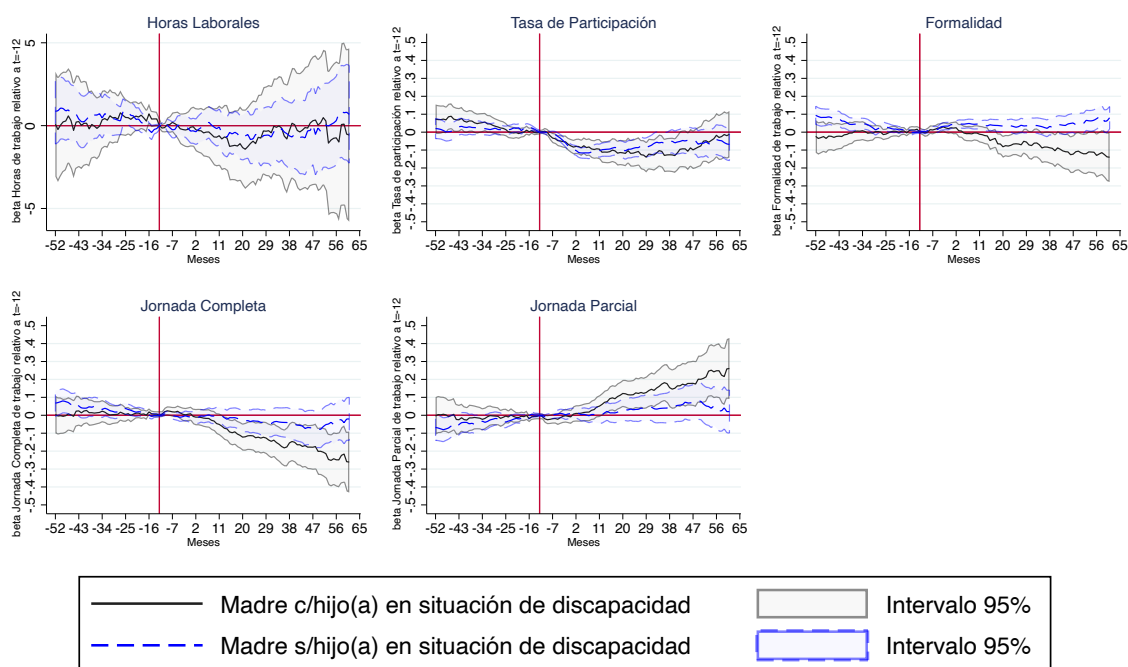 Horas Laborales
beta Horas de trabajo relativo a t=-12
5
0
-5
-52 -43 -34 -25 -16 -7 2 11 20 29 38 47 56 65
Meses
Tasa de Participación
beta Tasa de participación relativo a t=-12
.5
.4
.3
.2
.1
0
-.1
-.2
-.3
-.4
-.5
-52 -43 -34 -25 -16 -7 2 11 20 29 38 47 56 65
Meses
Formalidad
beta Formalidad de trabajo relativo a t=-12
.5
.4
.3
.2
.1
0
-.1
-.2
-.3
-.4
-.5
-52 -43 -34 -25 -16 -7 2 11 20 29 38 47 56 65
Meses
Jornada Completa
beta Jornada Completa de trabajo relativo a t=-12
.5
.4
.3
.2
.1
0
-.1
-.2
-.3
-.4
-.5
-52 -43 -34 -25 -16 -7 2 11 20 29 38 47 56 65
Meses
Jornada Parcial
beta Jornada Parcial de trabajo relativo a t=-12
.5
.4
.3
.2
.1
0
-.1
-.2
-.3
-.4
-.5
-52 -43 -34 -25 -16 -7 2 11 20 29 38 47 56 65
Meses
Madre c/hijo(a) en situación de discapacidad Intervalo 95%
Madre s/hijo(a) en situación de discapacidad Intervalo 95%